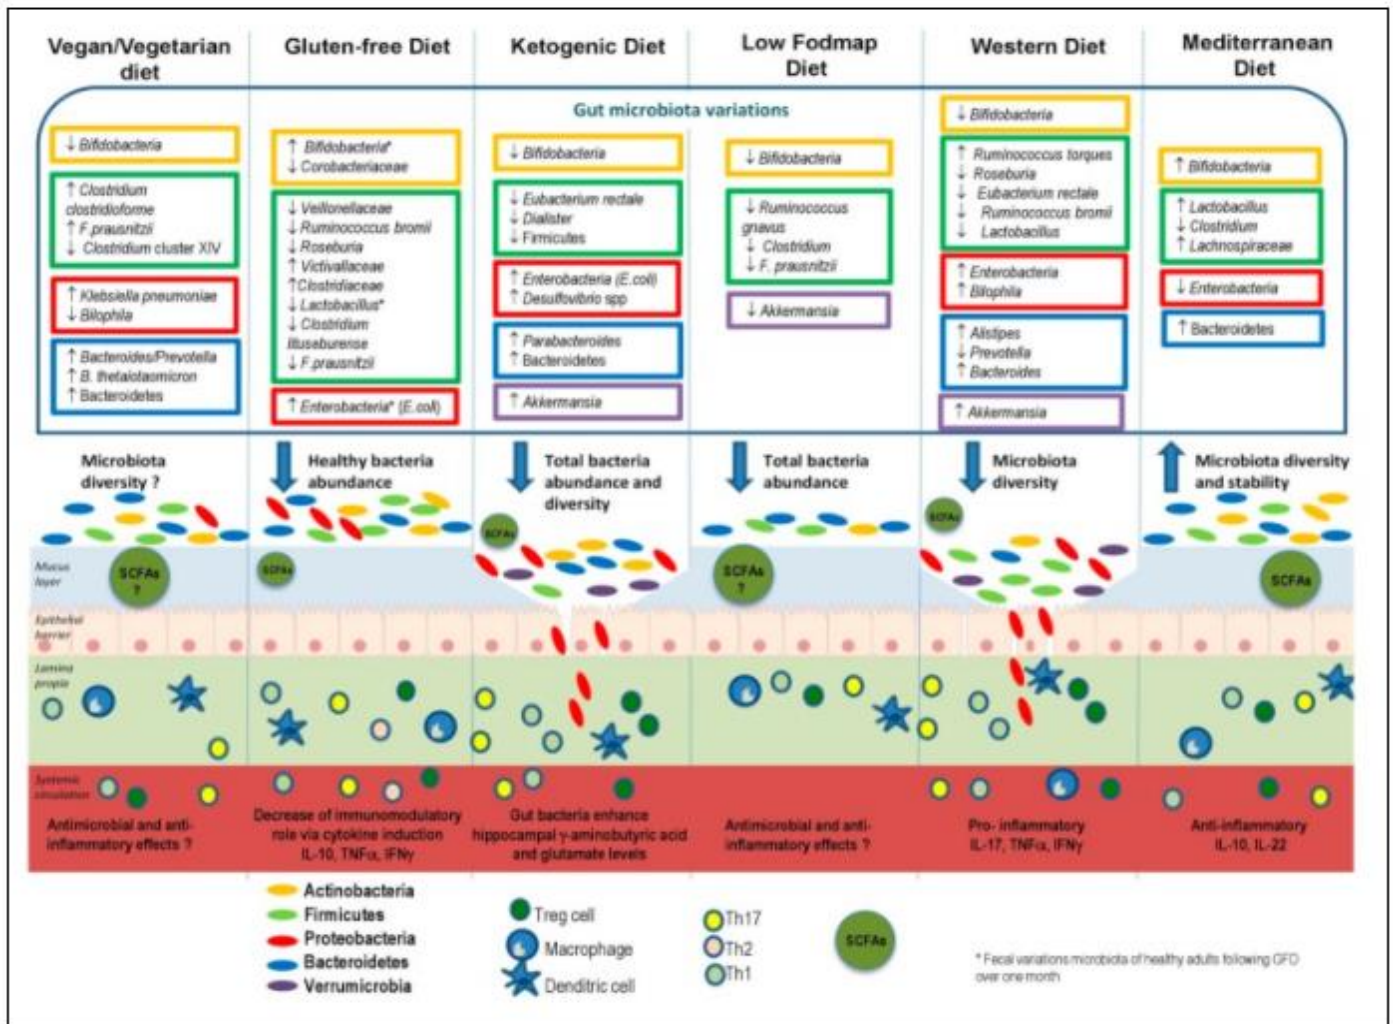 Vegan/Vegetarian
diet
Gluten-free Diet
Ketogenic Diet
Low Fodmap
Diet
Western Diet
Mediterranean
Diet
Gut microbiota variations
↓ Bifidobacteria
↑ Clostridium
clostridioforme
↑ F.prausnitzii
↓ Clostridium cluster XIV
↑ Klebsiella pneumoniae
↓ Bilophila
↑ Bacteroides/Prevotella
↑ B. thetaiotasmicron
↑ Bacteroidetes
↑ Bifidobacteria*
↓ Corobacteriaceae
↓ Veillonellaceae
↓ Ruminococcus bromii
↓ Roseburia
↑ Victivallaceae
↑ Clostridiaceae
↓ Lactobacillus*
↓ Clostridium
lituseburense
↓ F.prausnitzii
↑ Enterobacteria* (E.coli)
↓ Bifidobacteria
↓ Eubacterium rectale
↓ Dialister
↓ Firmicutes
↑ Enterobacteria (E.coli)
↑ Desulfovibrio spp
↑ Parabacteroides
↑ Bacteroidetes
↑ Akkermansia
↓ Bifidobacteria
↓ Ruminococcus
gnavus
↓ Clostridium
↓ F. prausnitzii
↓ Akkermansia
↓ Bifidobacteria
↑ Ruminococcus torques
↓ Roseburia
↓ Eubacterium rectale
↓ Ruminococcus bromii
↓ Lactobacillus
↑ Enterobacteria
↑ Bilophila
↑ Alistipes
↓ Prevotella
↑ Bacteroides
↑ Akkermansia
↑ Bifidobacteria
↑ Lactobacillus
↓ Clostridium
↑ Lachnospiraceae
↓ Enterobacteria
↑ Bacteroidetes
Microbiota
diversity ?
Healthy bacteria
abundance
Total bacteria
abundance and
diversity
Total bacteria
abundance
Microbiota
diversity
Microbiota diversity
and stability
Mucus
layer
SCFAs
?
SCFAs
SCFAs
SCFAs
?
SCFAs
SCFAs
Epithelial
barrier
Lamina
propia
Systemic
circulation
Antimicrobial and anti-
inflammatory effects ?
Decrease of immunomodulatory
role via cytokine induction
IL-10, TNFα, IFNγ
Gut bacteria enhance
hippocampal γ-aminobutyric acid
and glutamate levels
Antimicrobial and anti-
inflammatory effects ?
Pro- inflammatory
IL-17, TNFα, IFNγ
Anti-inflammatory
IL-10, IL-22
Actinobacteria
Firmicutes
Proteobacteria
Bacteroidetes
Verrumicrobia
Treg cell
Macrophage
Denditric cell
Th17
Th2
Th1
SCFAs
* Fecal variations microbiota of healthy adults following GFD
over one month